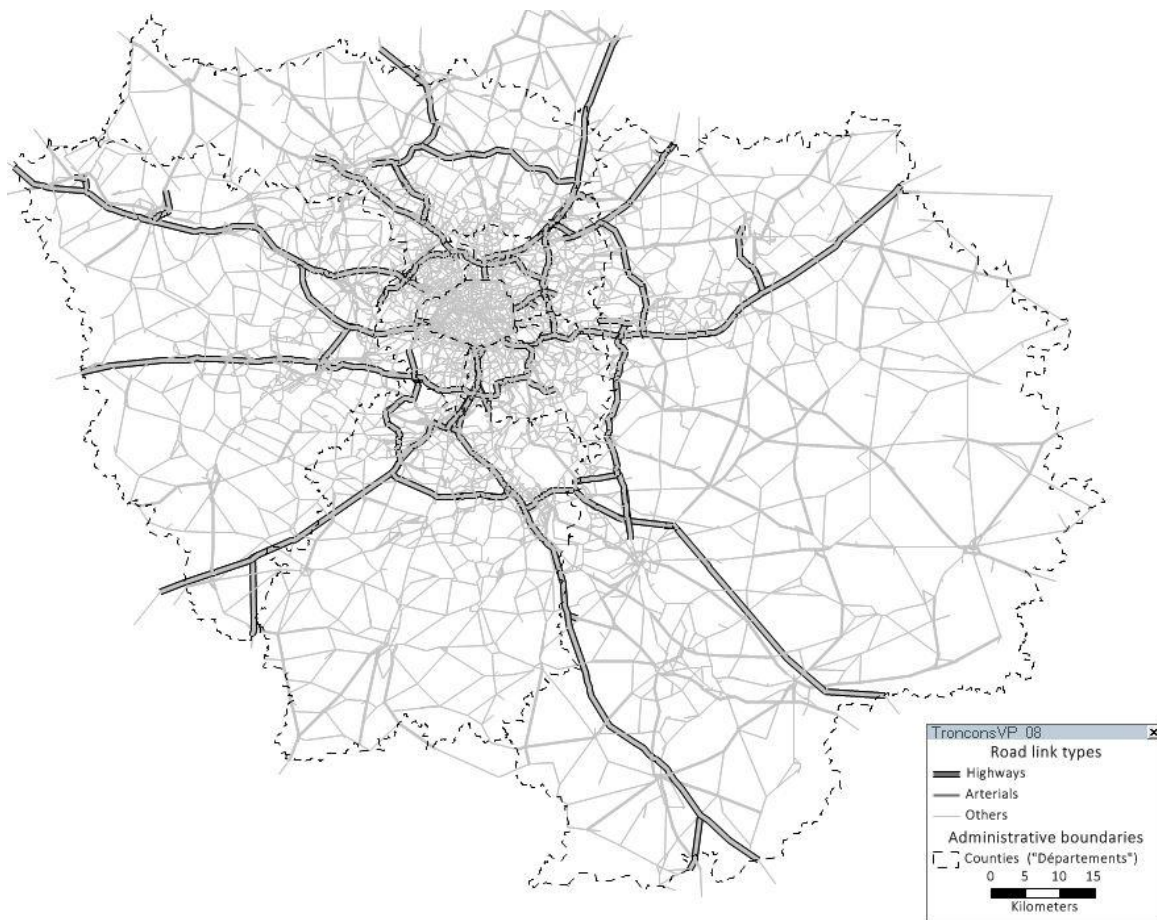 TronconsVP_08
Road link types
Highways
Arterials
Others
Administrative boundaries
Counties ("Départements")
0 5 10 15
Kilometers